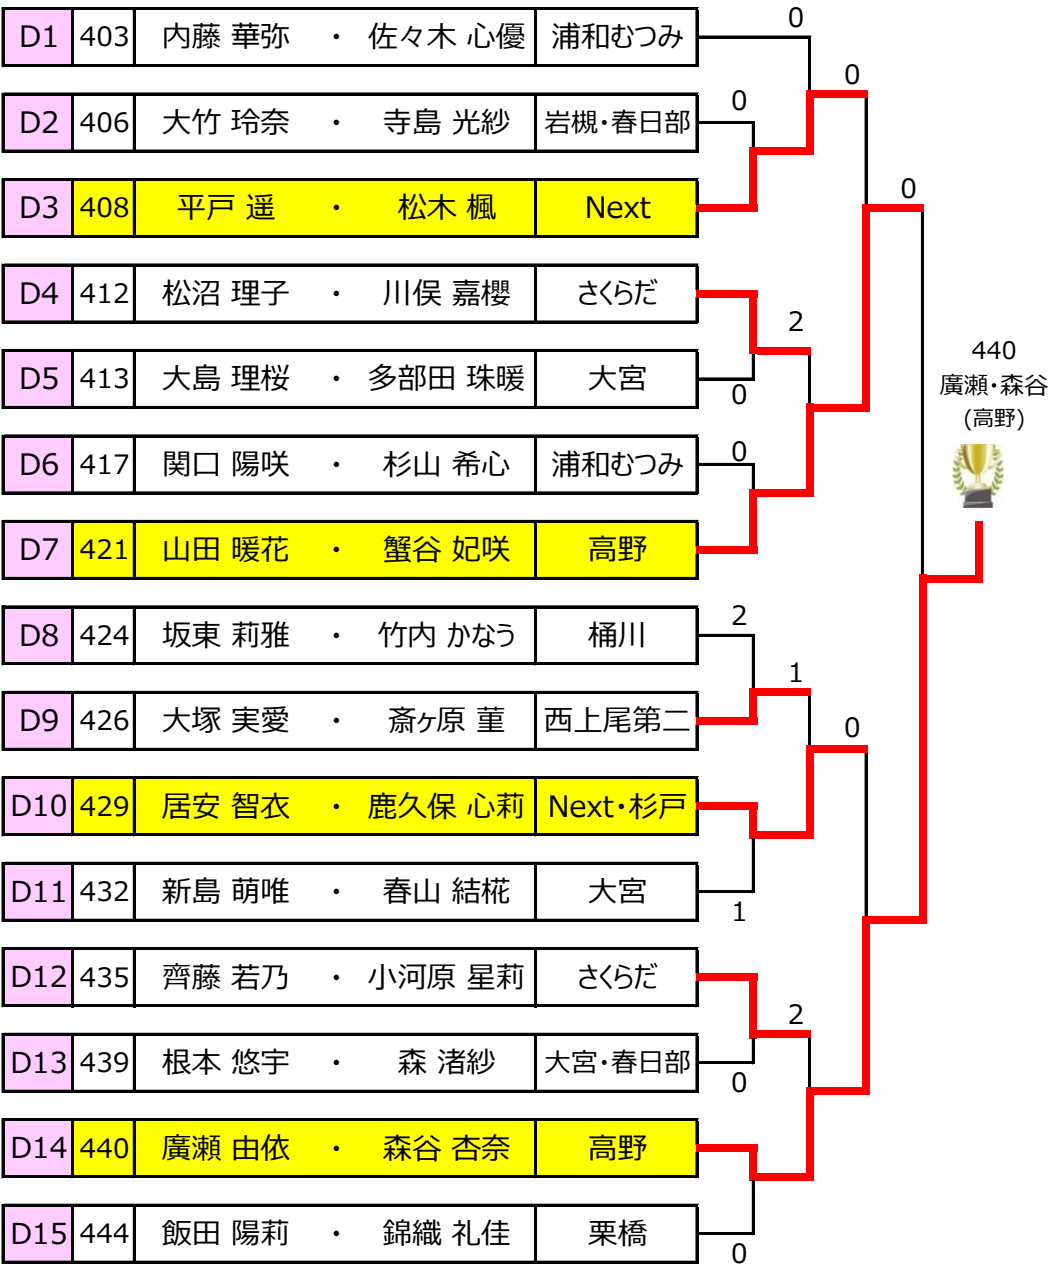 D1 403 内藤 華弥 ・ 佐々木 心優 浦和むつみ
0
0
D2 406 大竹 玲奈 ・ 寺島 光紗 岩槻・春日部
0
D3 408 平戸 遥 ・ 松木 楓 Next
0
D4 412 松沼 理子 ・ 川俣 嘉櫻 さくらだ
2
D5 413 大島 理桜 ・ 多部田 珠暖 大宮
0
440
廣瀬・森谷
(高野)
D6 417 関口 陽咲 ・ 杉山 希心 浦和むつみ
0
D7 421 山田 暖花 ・ 蟹谷 妃咲 高野
D8 424 坂東 莉雅 ・ 竹内 かなう 桶川
2
1
D9 426 大塚 実愛 ・ 斎ヶ原 菫 西上尾第二
0
D10 429 居安 智衣 ・ 鹿久保 心莉 Next・杉戸
D11 432 新島 萌唯 ・ 春山 結椛 大宮
1
D12 435 齊藤 若乃 ・ 小河原 星莉 さくらだ
2
D13 439 根本 悠宇 ・ 森 渚紗 大宮・春日部
0
D14 440 廣瀬 由依 ・ 森谷 杏奈 高野
D15 444 飯田 陽莉 ・ 錦織 礼佳 栗橋
0